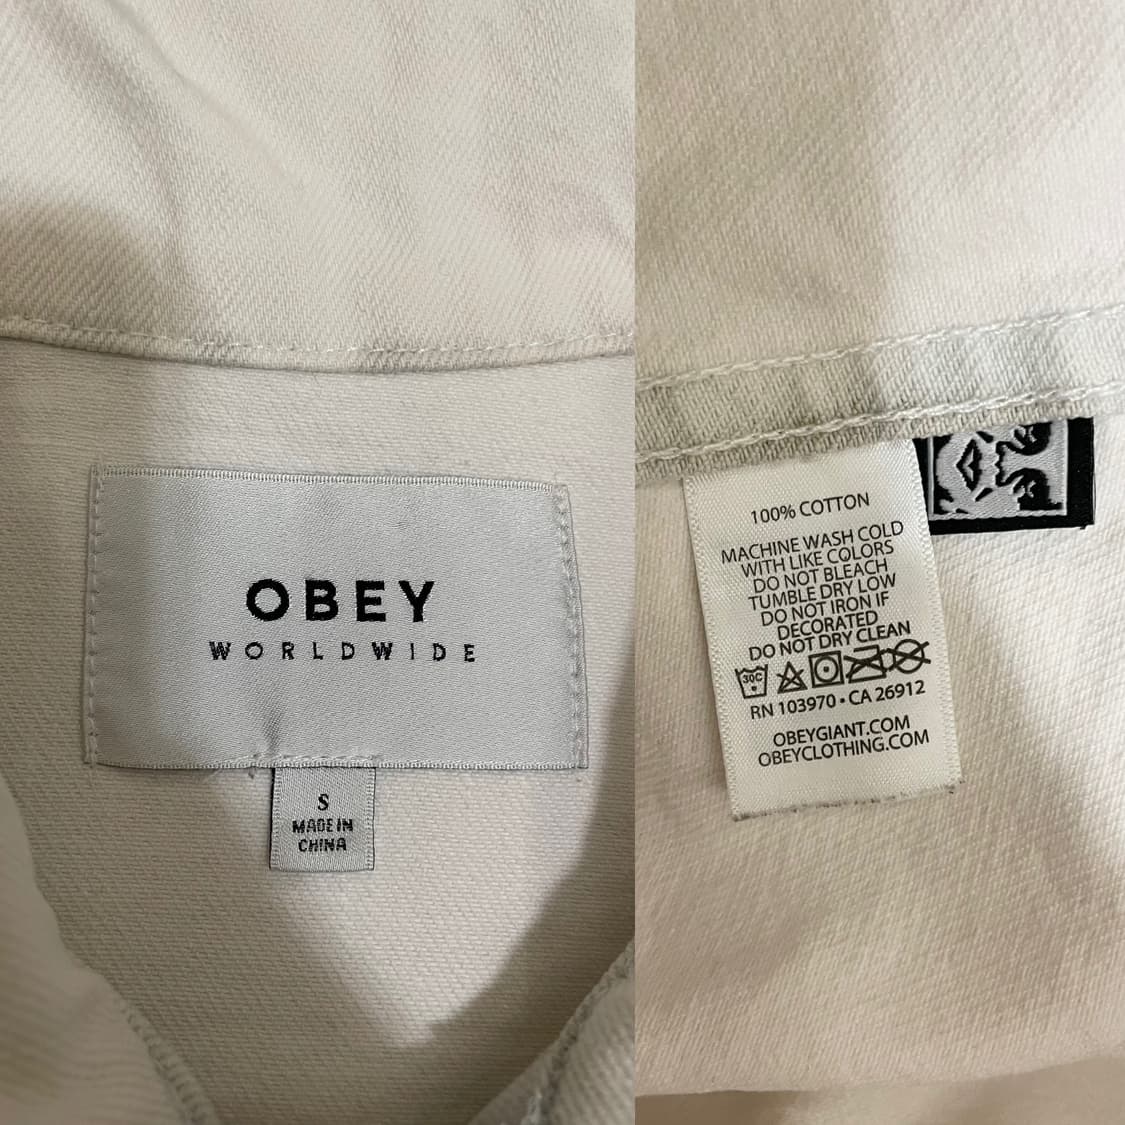 OBEY
WORLDWIDE
S
MADE IN
CHINA
100% COTTON
MACHINE WASH COLD
WITH LIKE COLORS
DO NOT BLEACH
TUMBLE DRY LOW
DO NOT IRON IF
DECORATED
DO NOT DRY CLEAN
30C
RN 103970 • CA 26912
OBEYGIANT.COM
OBEYCLOTHING.COM